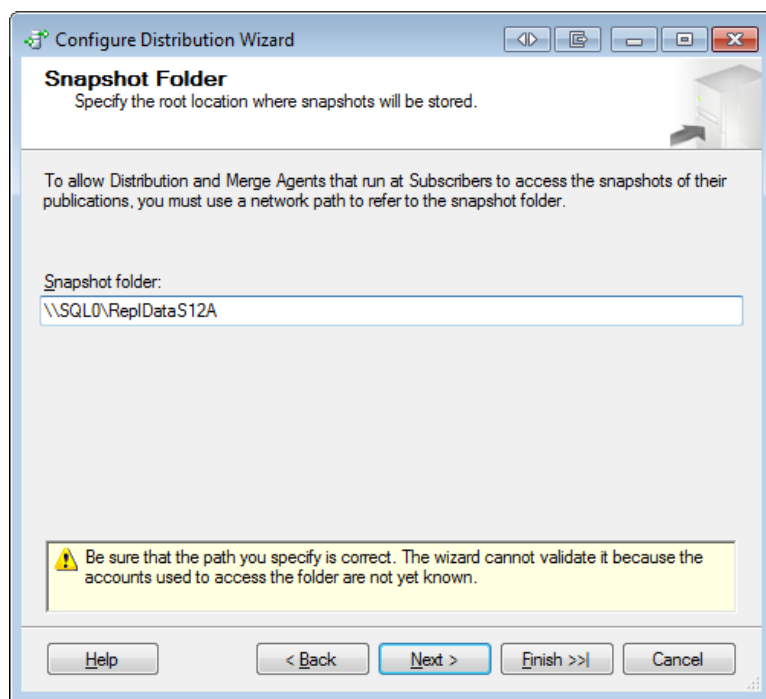 Configure Distribution Wizard
Snapshot Folder
Specify the root location where snapshots will be stored.
To allow Distribution and Merge Agents that run at Subscribers to access the snapshots of their
publications, you must use a network path to refer to the snapshot folder.
Snapshot folder:
\\SQL0\ReplDataS12A
Be sure that the path you specify is correct. The wizard cannot validate it because the
accounts used to access the folder are not yet known.
Help
< Back
Next >
Finish >>|
Cancel